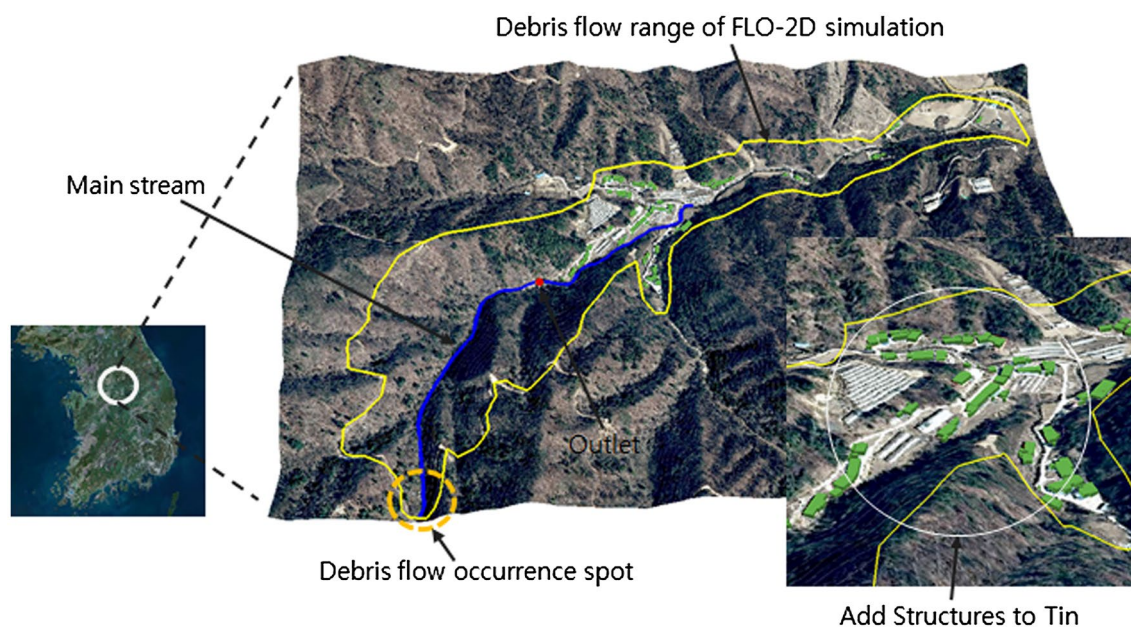 Debris flow range of FLO-2D simulation
Main stream
Outlet
Debris flow occurrence spot
Add Structures to Tin